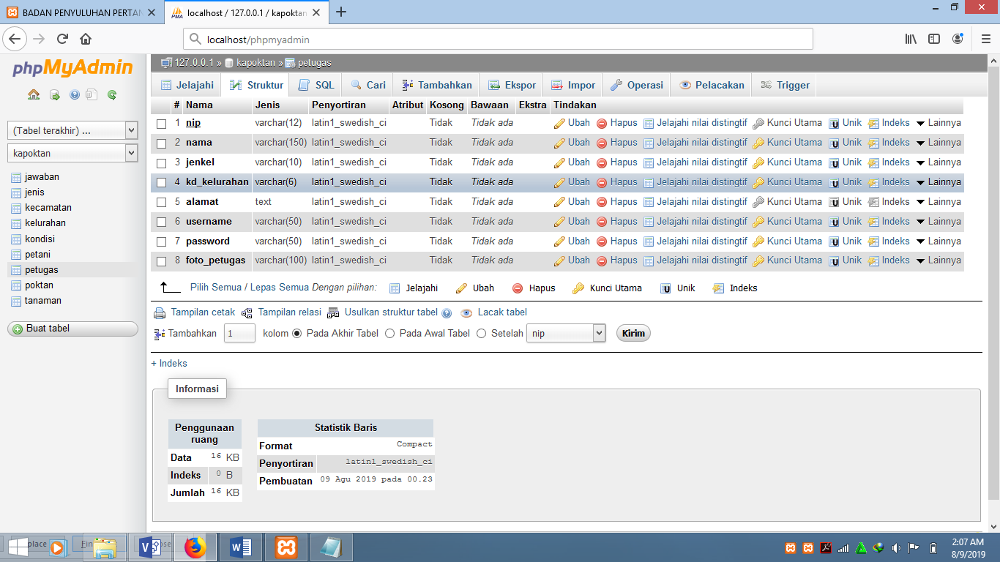 BADAN PENYULUHAN PERTAN
localhost / 127.0.0.1 / kapoktan
localhost/phpmyadmin
phpMyAdmin
(Tabel terakhir) ...
kapoktan
jawaban
jenis
kecamatan
kelurahan
kondisi
petani
petugas
poktan
tanaman
Buat tabel
127.0.0.1 » kapoktan » petugas
Jelajahi Struktur SQL Cari Tambahkan Ekspor Impor Operasi Pelacakan Trigger
# Nama Jenis Penyortiran Atribut Kosong Bawaan Ekstra Tindakan
1 nip varchar(12) latin1_swedish_ci Tidak Tidak ada Ubah Hapus Jelajahi nilai distingtif Kunci Utama Unik Indeks Lainnya
2 nama varchar(150) latin1_swedish_ci Tidak Tidak ada Ubah Hapus Jelajahi nilai distingtif Kunci Utama Unik Indeks Lainnya
3 jenkel varchar(10) latin1_swedish_ci Tidak Tidak ada Ubah Hapus Jelajahi nilai distingtif Kunci Utama Unik Indeks Lainnya
4 kd_kelurahan varchar(6) latin1_swedish_ci Tidak Tidak ada Ubah Hapus Jelajahi nilai distingtif Kunci Utama Unik Indeks Lainnya
5 alamat text latin1_swedish_ci Tidak Tidak ada Ubah Hapus Jelajahi nilai distingtif Kunci Utama Unik Indeks Lainnya
6 username varchar(50) latin1_swedish_ci Tidak Tidak ada Ubah Hapus Jelajahi nilai distingtif Kunci Utama Unik Indeks Lainnya
7 password varchar(50) latin1_swedish_ci Tidak Tidak ada Ubah Hapus Jelajahi nilai distingtif Kunci Utama Unik Indeks Lainnya
8 foto_petugas varchar(100) latin1_swedish_ci Tidak Tidak ada Ubah Hapus Jelajahi nilai distingtif Kunci Utama Unik Indeks Lainnya
Pilih Semua / Lepas Semua Dengan pilihan: Jelajahi Ubah Hapus Kunci Utama Unik Indeks
Tampilan cetak Tampilan relasi Usulkan struktur tabel Lacak tabel
Tambahkan 1 kolom Pada Akhir Tabel Pada Awal Tabel Setelah nip Kirim
+ Indeks
Informasi
Penggunaan
ruang
Data 16 KB
Indeks 0 B
Jumlah 16 KB
Statistik Baris
Format Compact
Penyortiran latin1_swedish_ci
Pembuatan 09 Agu 2019 pada 00.23
2:07 AM
8/9/2019